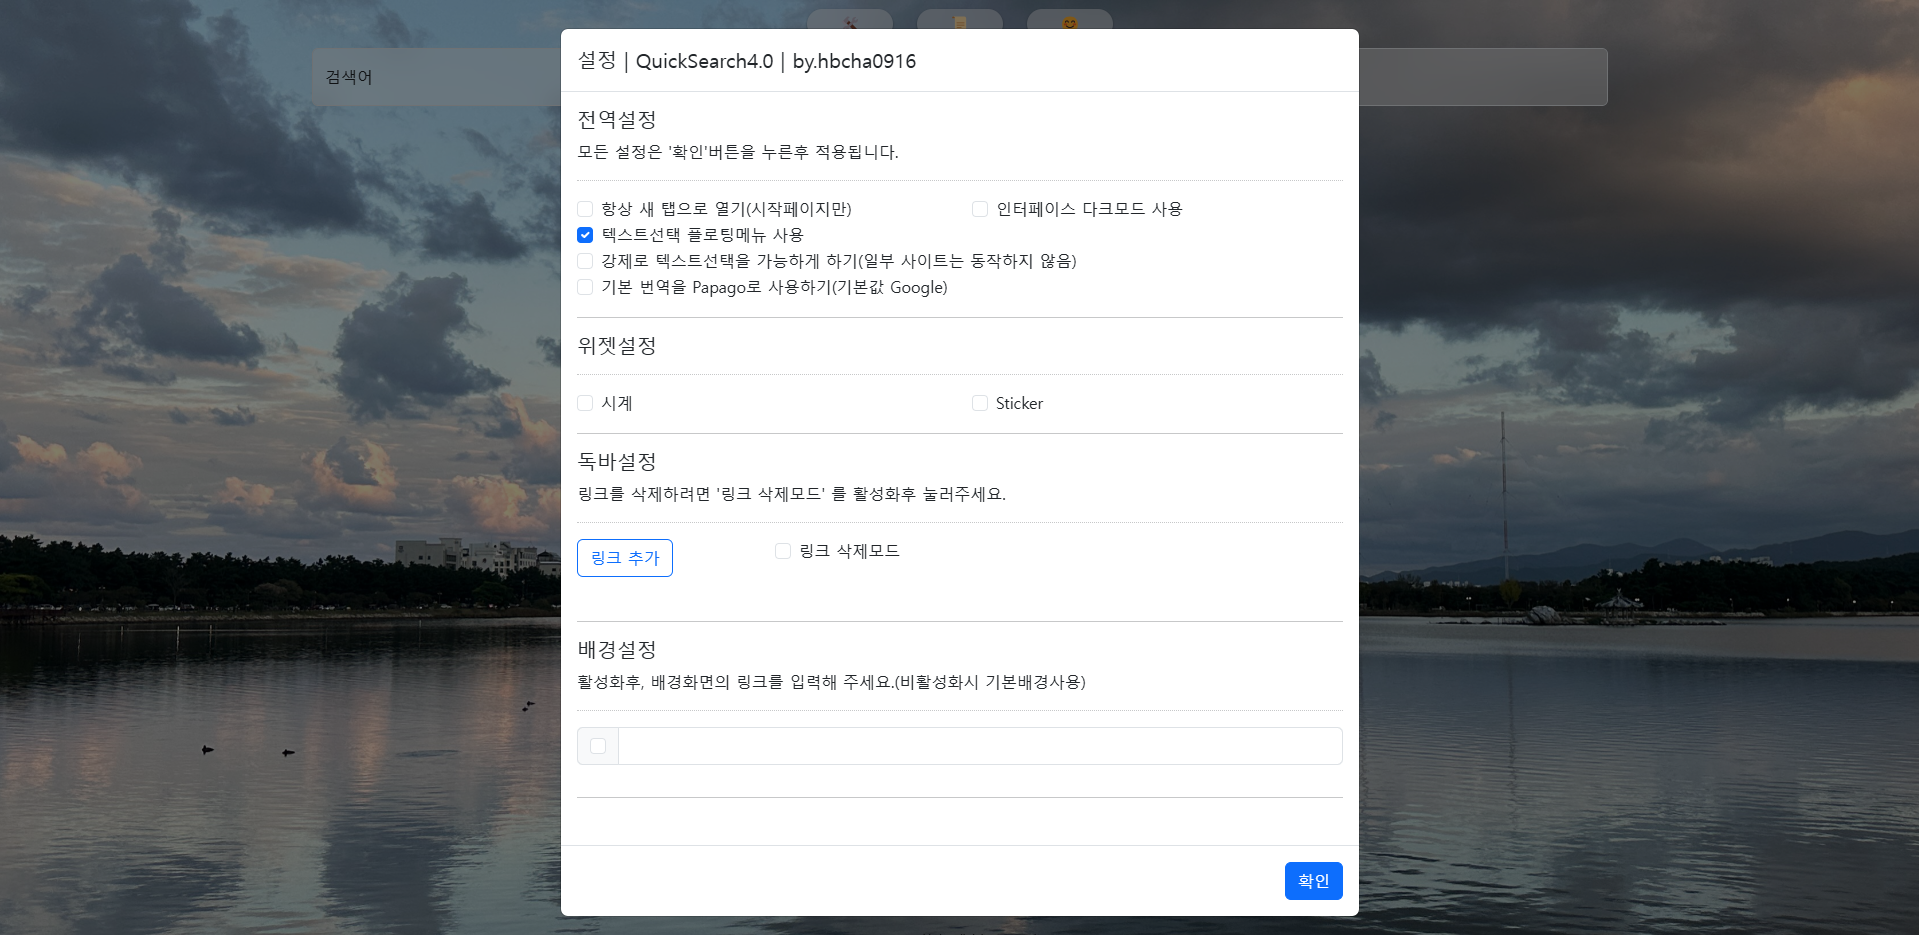 검색어
설정 | QuickSearch4.0 | by.hbcha0916
전역설정
모든 설정은 '확인'버튼을 누른후 적용됩니다.
항상 새 탭으로 열기(시작페이지만)
인터페이스 다크모드 사용
텍스트선택 플로팅메뉴 사용
강제로 텍스트선택을 가능하게 하기(일부 사이트는 동작하지 않음)
기본 번역을 Papago로 사용하기(기본값 Google)
위젯설정
시계
Sticker
독바설정
링크를 삭제하려면 '링크 삭제모드' 를 활성화후 눌러주세요.
링크 추가
링크 삭제모드
배경설정
활성화후, 배경화면의 링크를 입력해 주세요.(비활성화시 기본배경사용)
확인